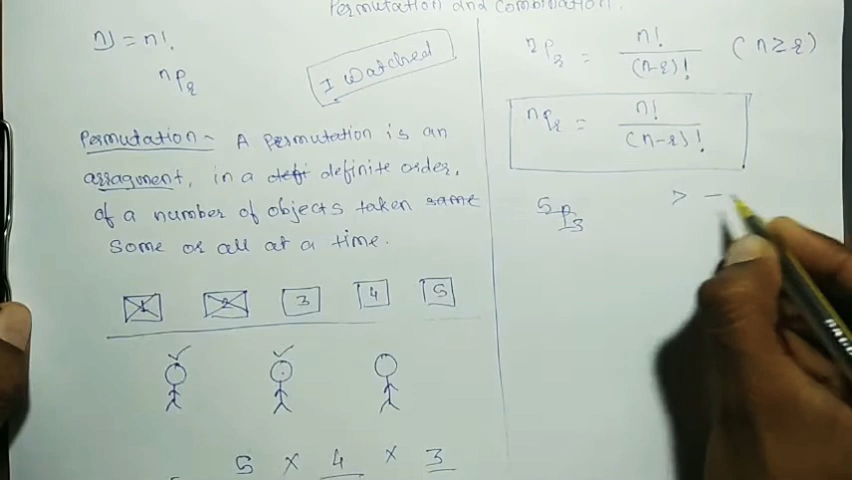 Permutation and Combination.
n! = n!.
nPr
I watched
Permutation - A permutation is an
arragment, in a defi definite order,
of a number of objects taken same
some or all at a time.
1 2 3 4 5
5 × 4 × 3
nPr = n! / (n-r)! (n≥r)
nPr = n! / (n-r)!
5P3 > -